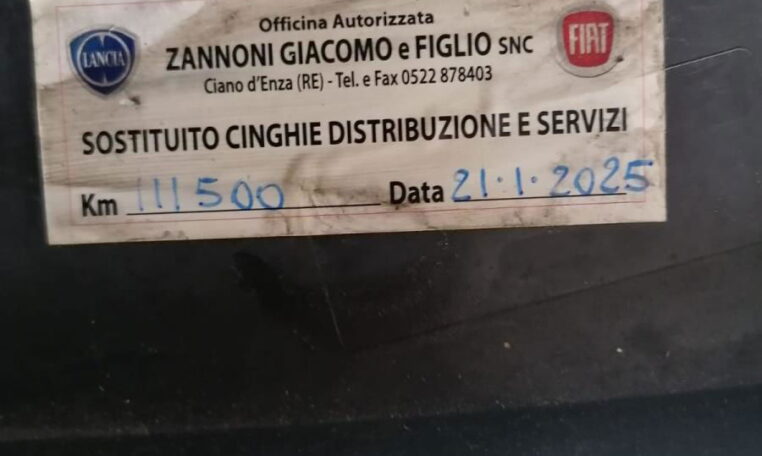 Officina Autorizzata
LANCIA
ZANNONI GIACOMO e FIGLIO SNC
FIAT
Ciano d'Enza (RE) - Tel. e Fax 0522 878403
SOSTITUITO CINGHIE DISTRIBUZIONE E SERVIZI
Km 111500 Data 21.1.2025